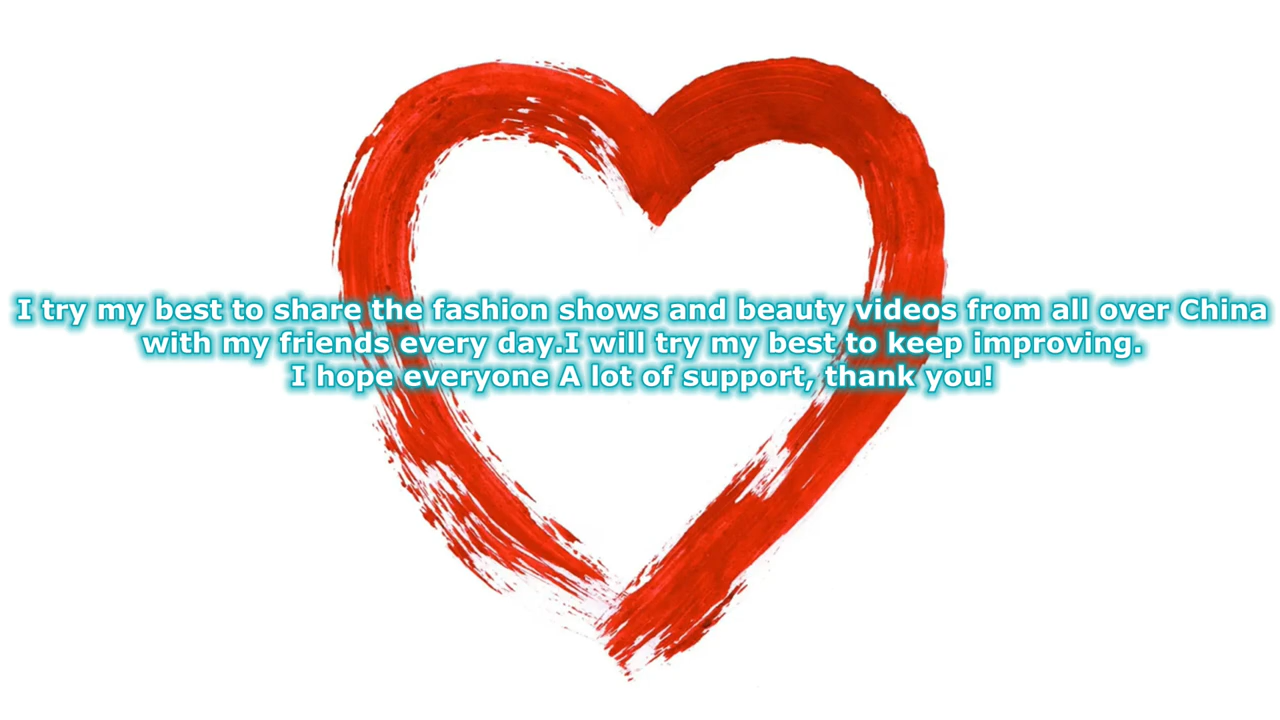 I try my best to share the fashion shows and beauty videos from all over China
with my friends every day.I will try my best to keep improving.
I hope everyone A lot of support, thank you!